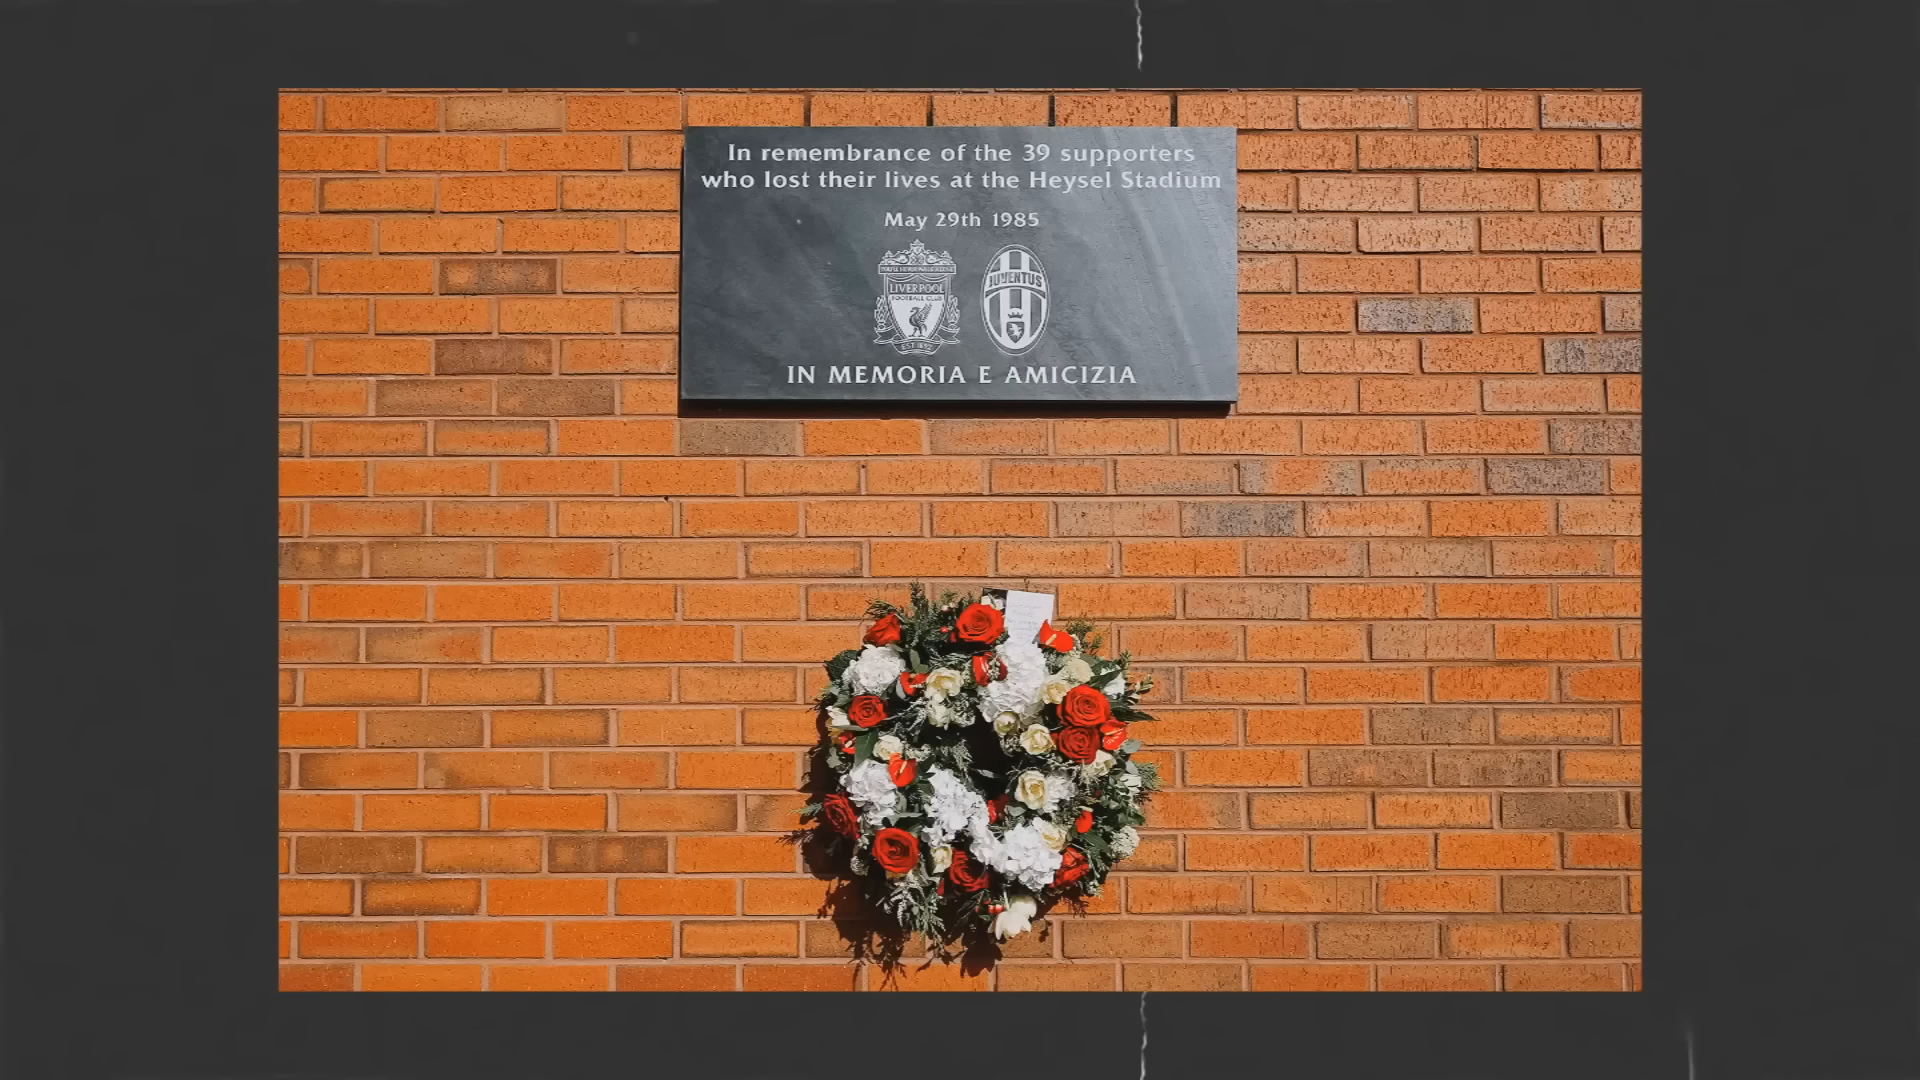 In remembrance of the 39 supporters
who lost their lives at the Heysel Stadium
May 29th 1985
LIVERPOOL
FOOTBALL CLUB
JUVENTUS
IN MEMORIA E AMICIZIA